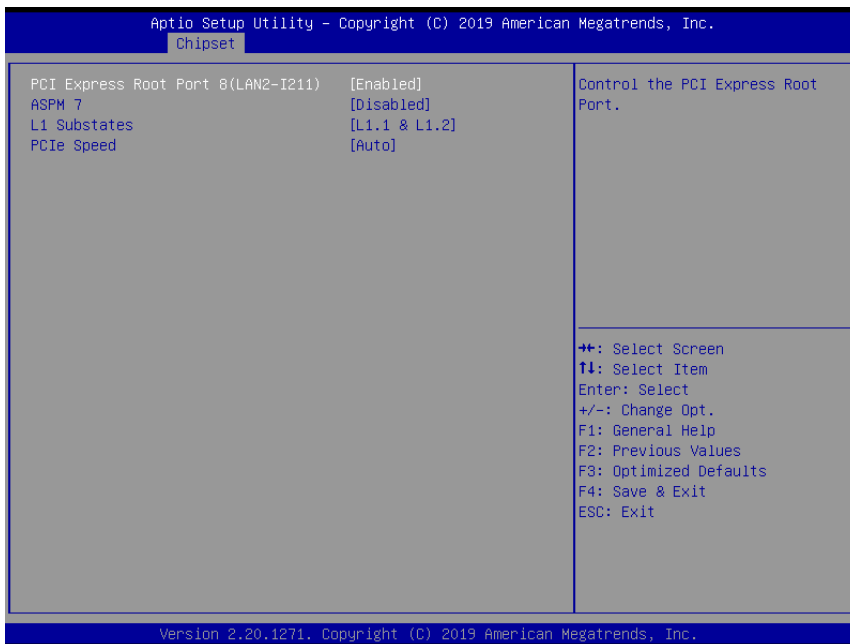 Aptio Setup Utility – Copyright (C) 2019 American Megatrends, Inc.
Chipset
PCI Express Root Port 8(LAN2-I211) [Enabled]
ASPM 7 [Disabled]
L1 Substates [L1.1 & L1.2]
PCIe Speed [Auto]
Control the PCI Express Root
Port.
→←: Select Screen
↑↓: Select Item
Enter: Select
+/-: Change Opt.
F1: General Help
F2: Previous Values
F3: Optimized Defaults
F4: Save & Exit
ESC: Exit
Version 2.20.1271. Copyright (C) 2019 American Megatrends, Inc.